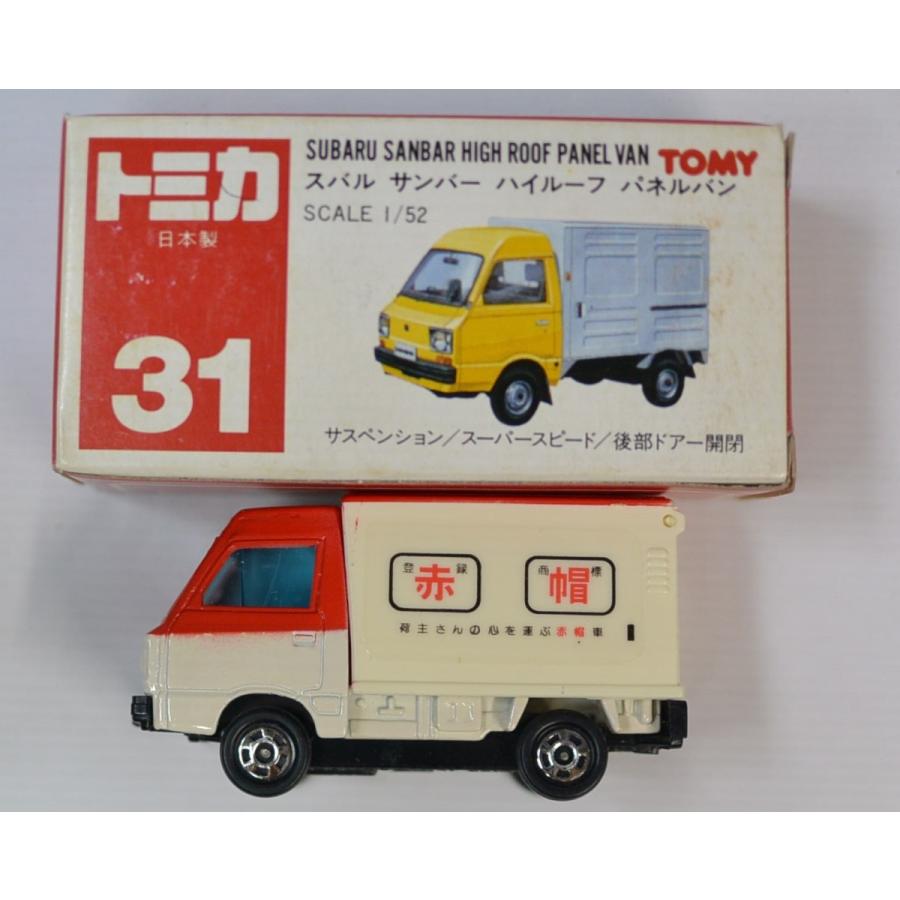 トミカ
日本製
31
SUBARU SANBAR HIGH ROOF PANEL VAN TOMY
スバル サンバー ハイルーフ パネルバン
SCALE 1/52
サスペンション/スーパースピード/後部ドアー開閉
登 赤 録 商 帽 標
荷主さんの心を運ぶ赤帽車